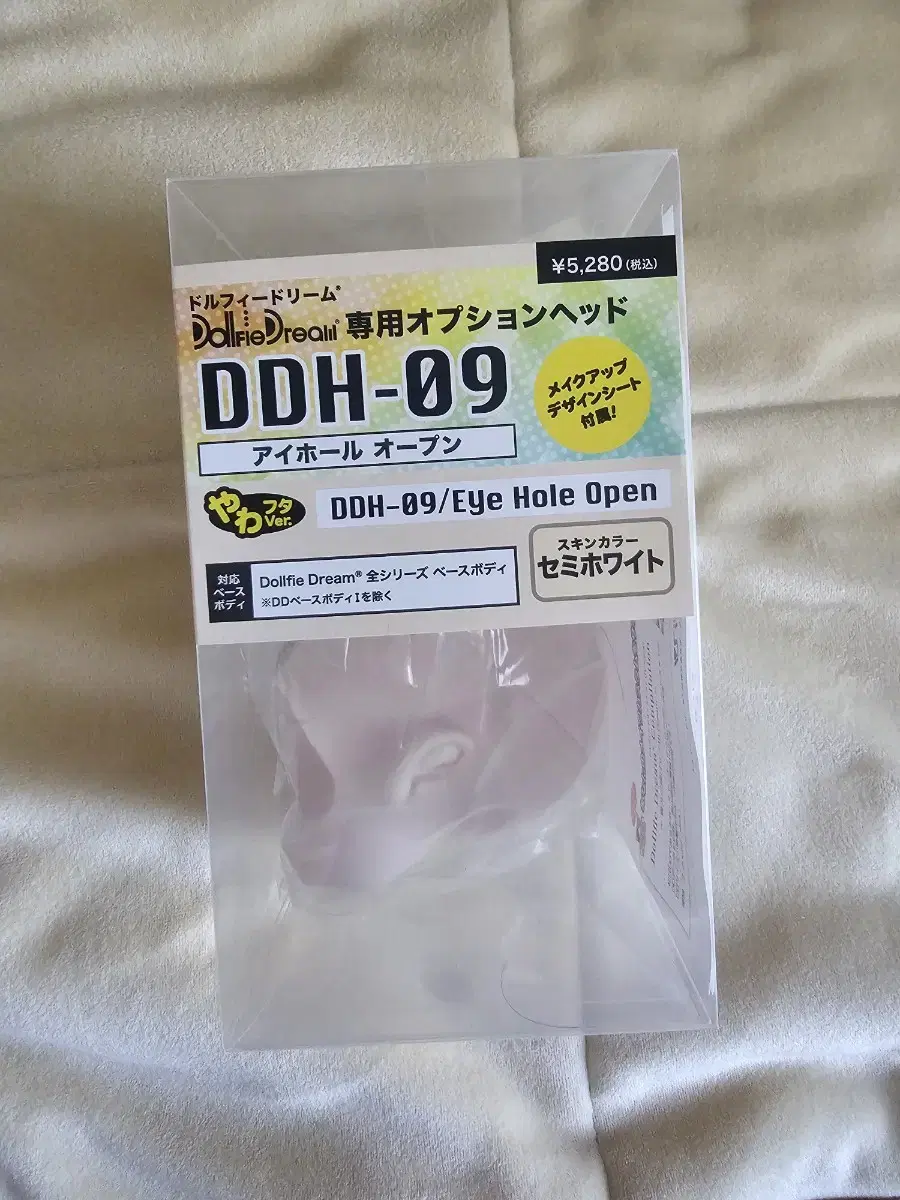 ¥5,280(税込)
ドルフィードリーム®
DollfieDream® 専用オプションヘッド
DDH-09
メイクアップ
デザインシート
付属!
アイホール オープン
やわフタVer.
DDH-09/Eye Hole Open
スキンカラー
セミホワイト
対応
ベース
ボディ
Dollfie Dream® 全シリーズ ベースボディ
※DDベースボディIを除く